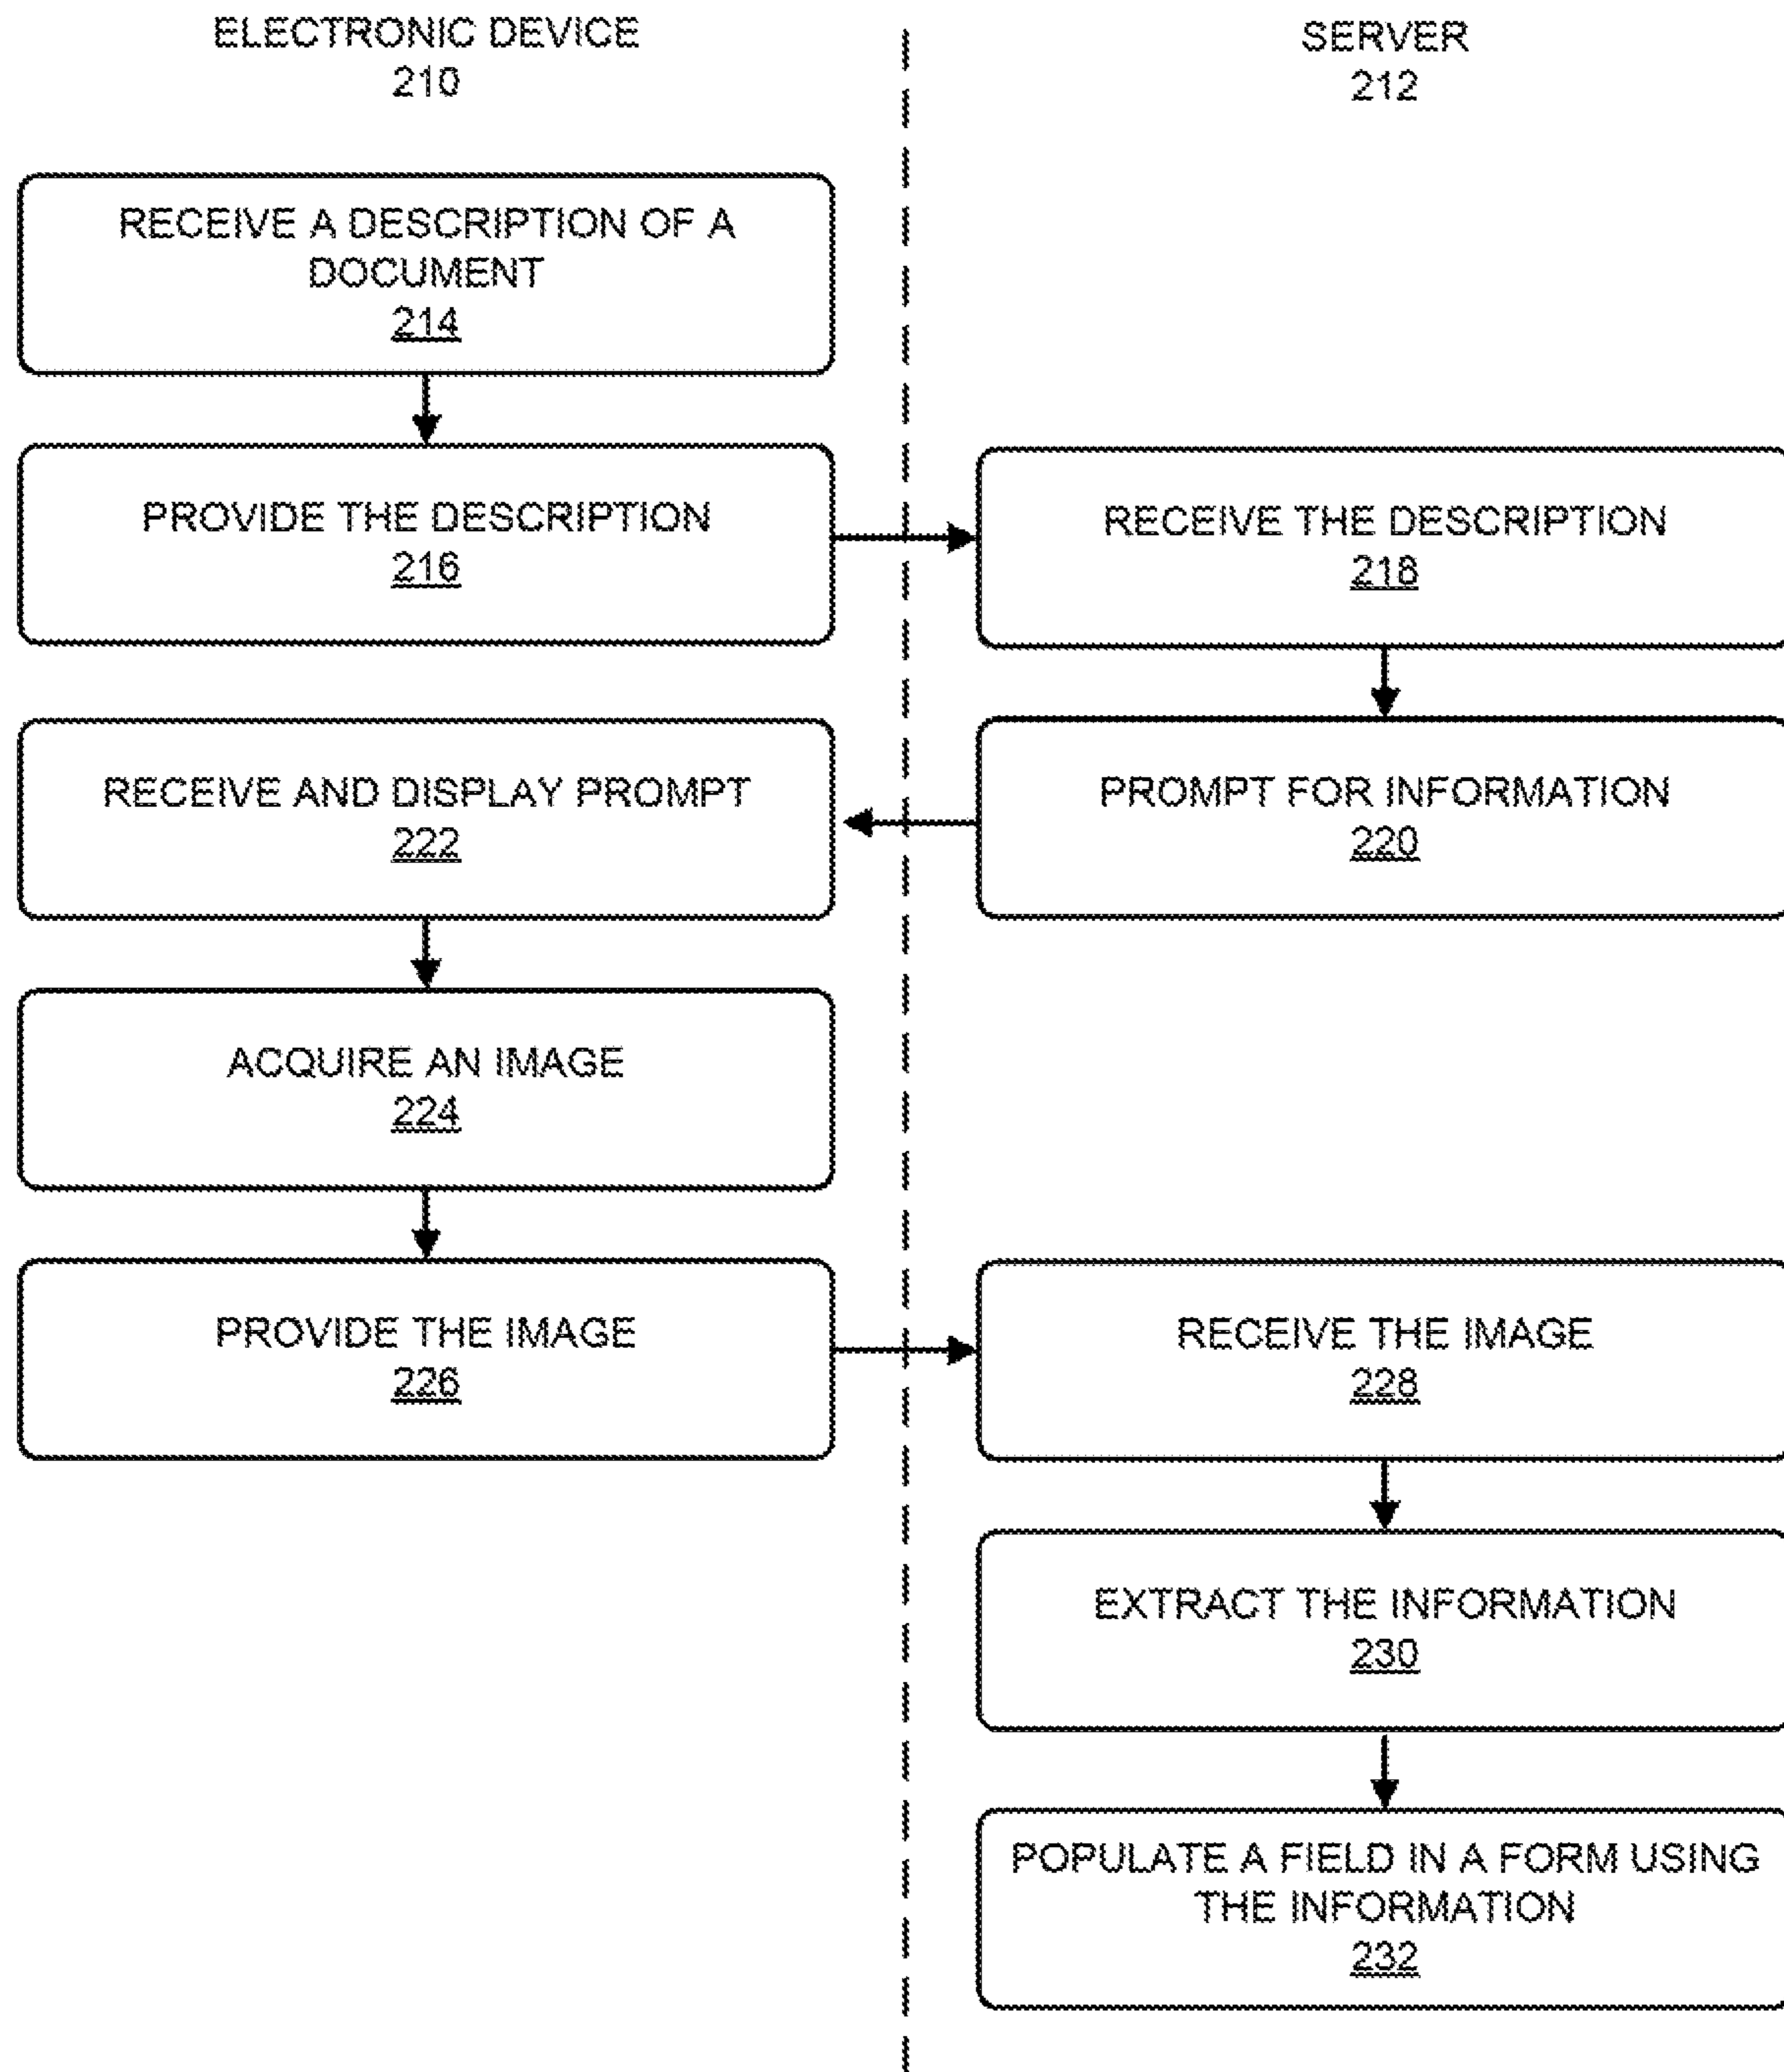 ELECTRONIC DEVICE
210
SERVER
212
RECEIVE A DESCRIPTION OF A
DOCUMENT
214
PROVIDE THE DESCRIPTION
216
RECEIVE THE DESCRIPTION
218
PROMPT FOR INFORMATION
220
RECEIVE AND DISPLAY PROMPT
222
ACQUIRE AN IMAGE
224
PROVIDE THE IMAGE
226
RECEIVE THE IMAGE
228
EXTRACT THE INFORMATION
230
POPULATE A FIELD IN A FORM USING
THE INFORMATION
232